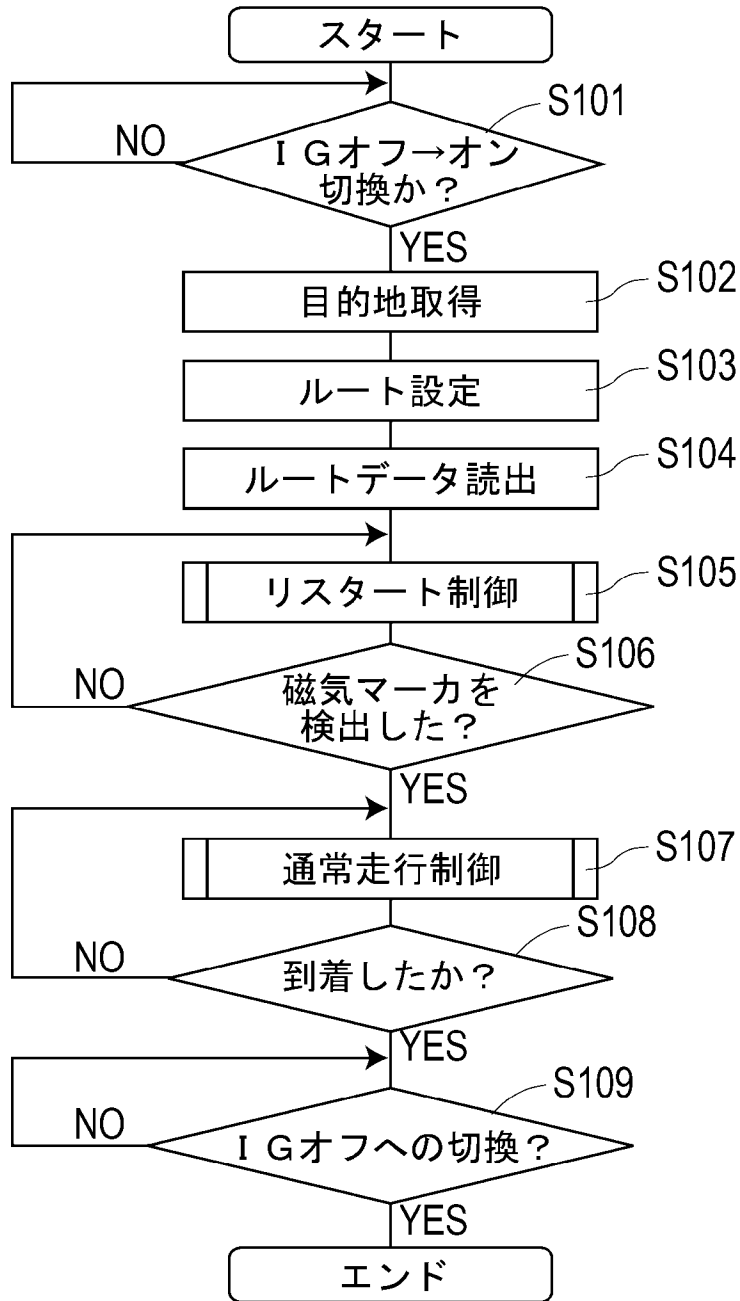 スタート
S101
NO
IGオフ→オン
切換か?
YES
S102
目的地取得
S103
ルート設定
S104
ルートデータ読出
S105
リスタート制御
S106
NO
磁気マーカを
検出した?
YES
S107
通常走行制御
S108
NO
到着したか?
YES
S109
NO
IGオフへの切換?
YES
エンド